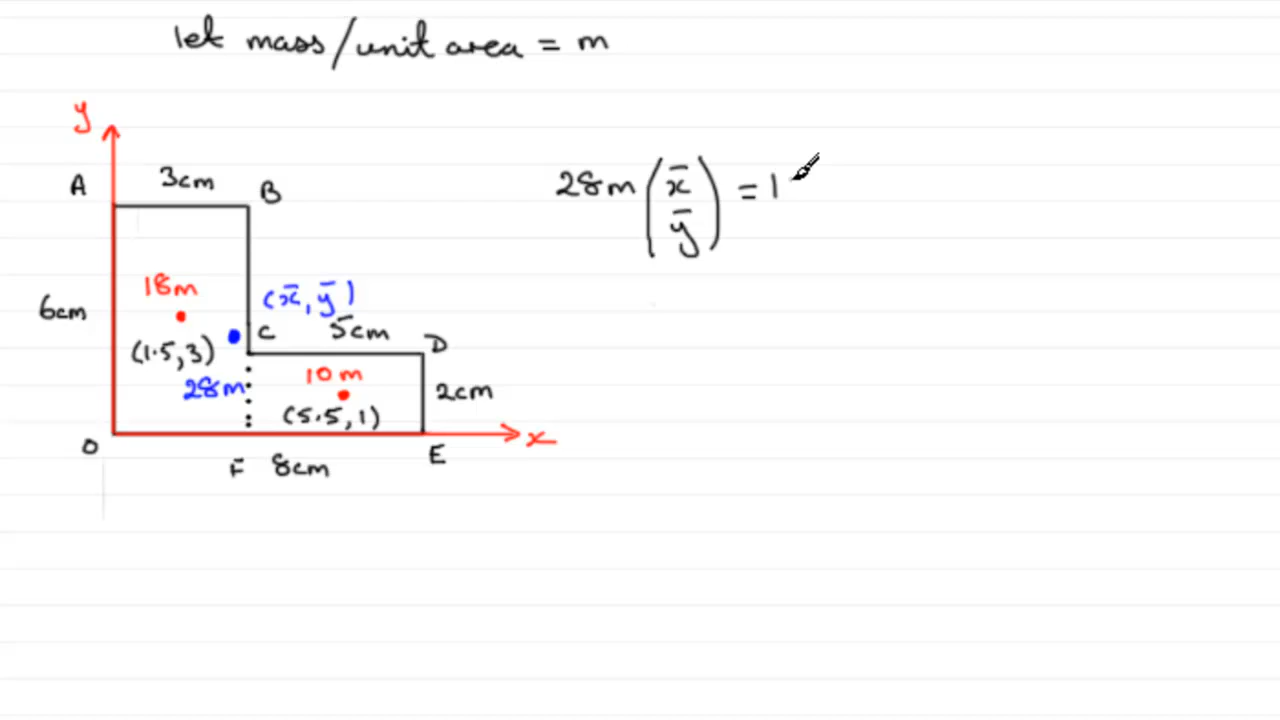 let mass/unit area = m
y
A 3cm B
28m (x̄ ȳ) = 1
18m
6cm
(x̄, ȳ)
C 5cm D
(1.5, 3)
10m
28m
2cm
(5.5, 1)
O
x
F 8cm E